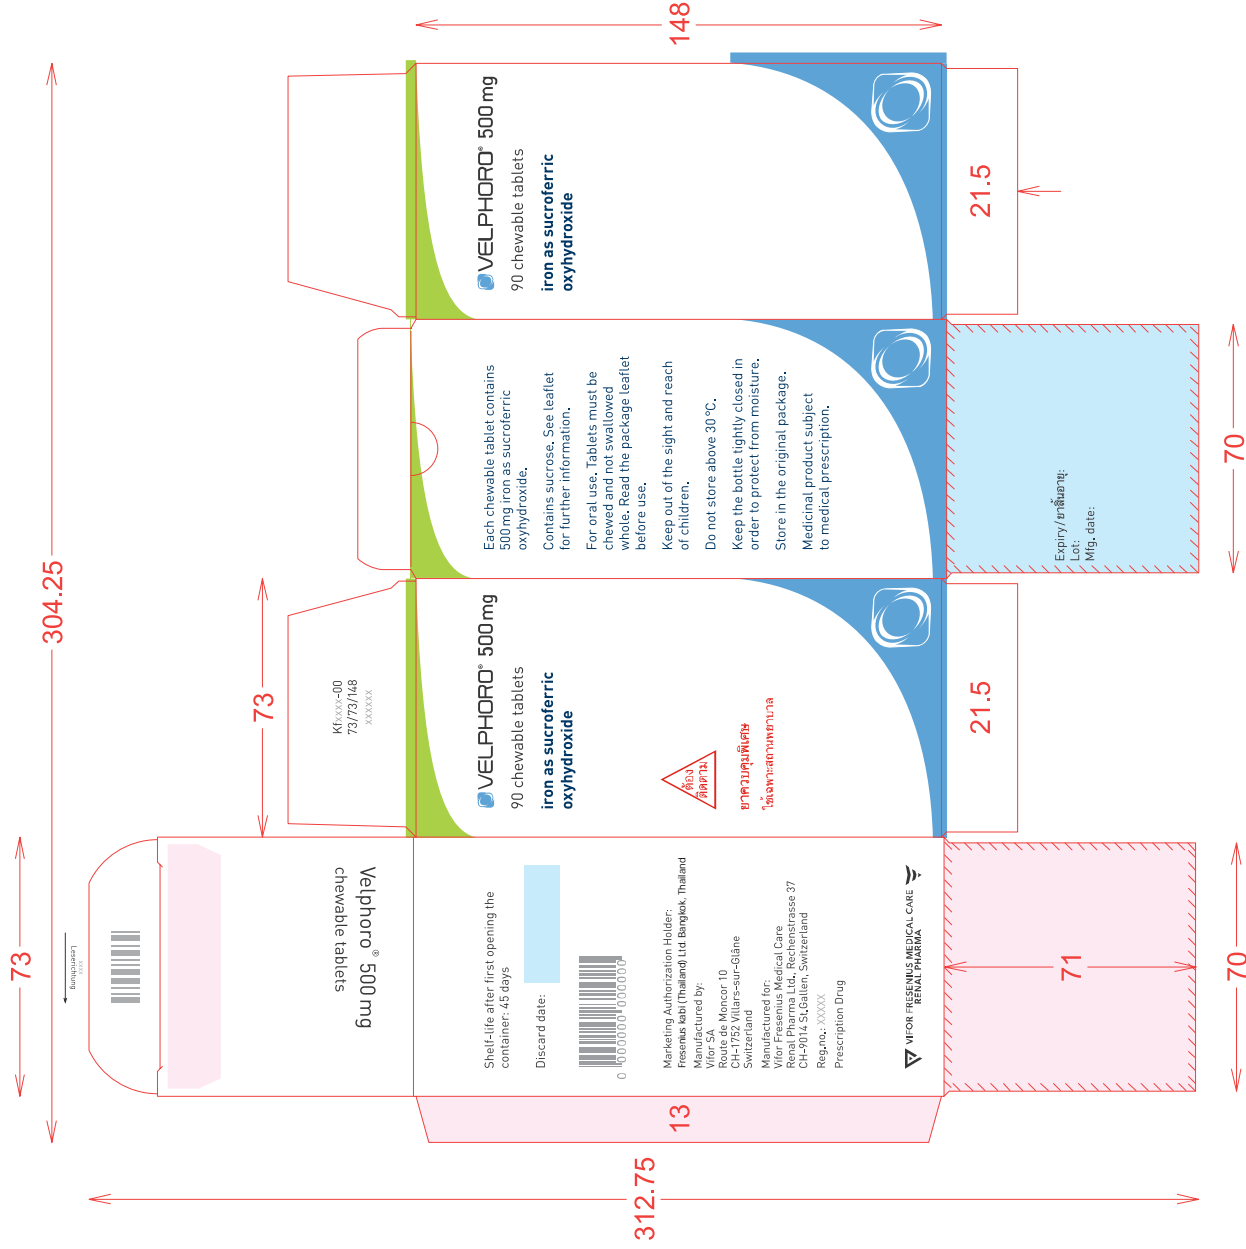 304.25
312.75
148
73
73
70
70
71
13
21.5
21.5
Leserichtung
xxxx
Velphoro® 500 mg
chewable tablets
Kfxxxx-00
73/73/148
xxxxxx
Shelf-life after first opening the
container: 45 days
Discard date:
0 000000 000000
Marketing Authorization Holder:
Fresenius kabi (Thailand) Ltd. Bangkok, Thailand
Manufactured by:
Vifor SA
Route de Moncor 10
CH-1752 Villars-sur-Glâne
Switzerland
Manufactured for:
Vifor Fresenius Medical Care
Renal Pharma Ltd., Rechenstrasse 37
CH-9014 St.Gallen, Switzerland
Reg.no.: XXXXX
Prescription Drug
VIFOR FRESENIUS MEDICAL CARE
RENAL PHARMA
VELPHORO® 500 mg
90 chewable tablets
iron as sucroferric
oxyhydroxide
ต้อง
ติดตาม
ยาควบคุมพิเศษ
ใช้เฉพาะสถานพยาบาล
Each chewable tablet contains
500 mg iron as sucroferric
oxyhydroxide.
Contains sucrose. See leaflet
for further information.
For oral use. Tablets must be
chewed and not swallowed
whole. Read the package leaflet
before use.
Keep out of the sight and reach
of children.
Do not store above 30 °C.
Keep the bottle tightly closed in
order to protect from moisture.
Store in the original package.
Medicinal product subject
to medical prescription.
Expiry/ยาสิ้นอายุ:
Lot:
Mfg. date:
VELPHORO® 500 mg
90 chewable tablets
iron as sucroferric
oxyhydroxide